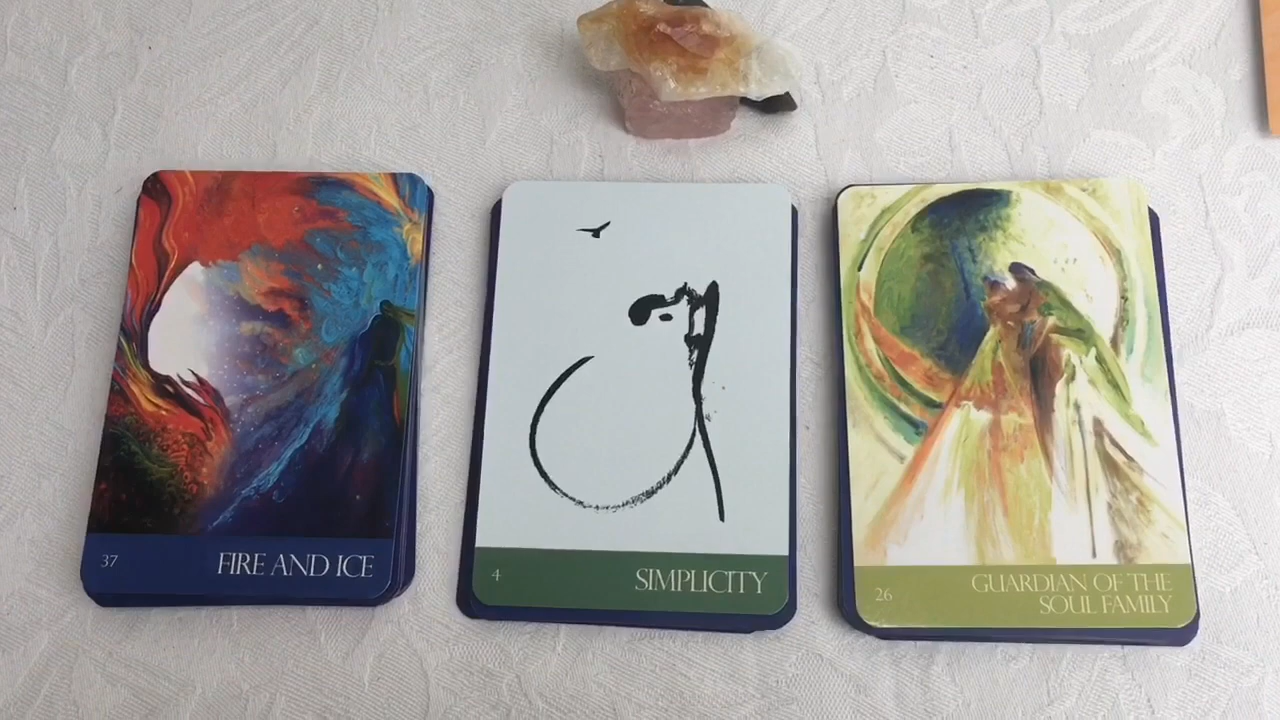 37 FIRE AND ICE
4 SIMPLICITY
26 GUARDIAN OF THE
SOUL FAMILY